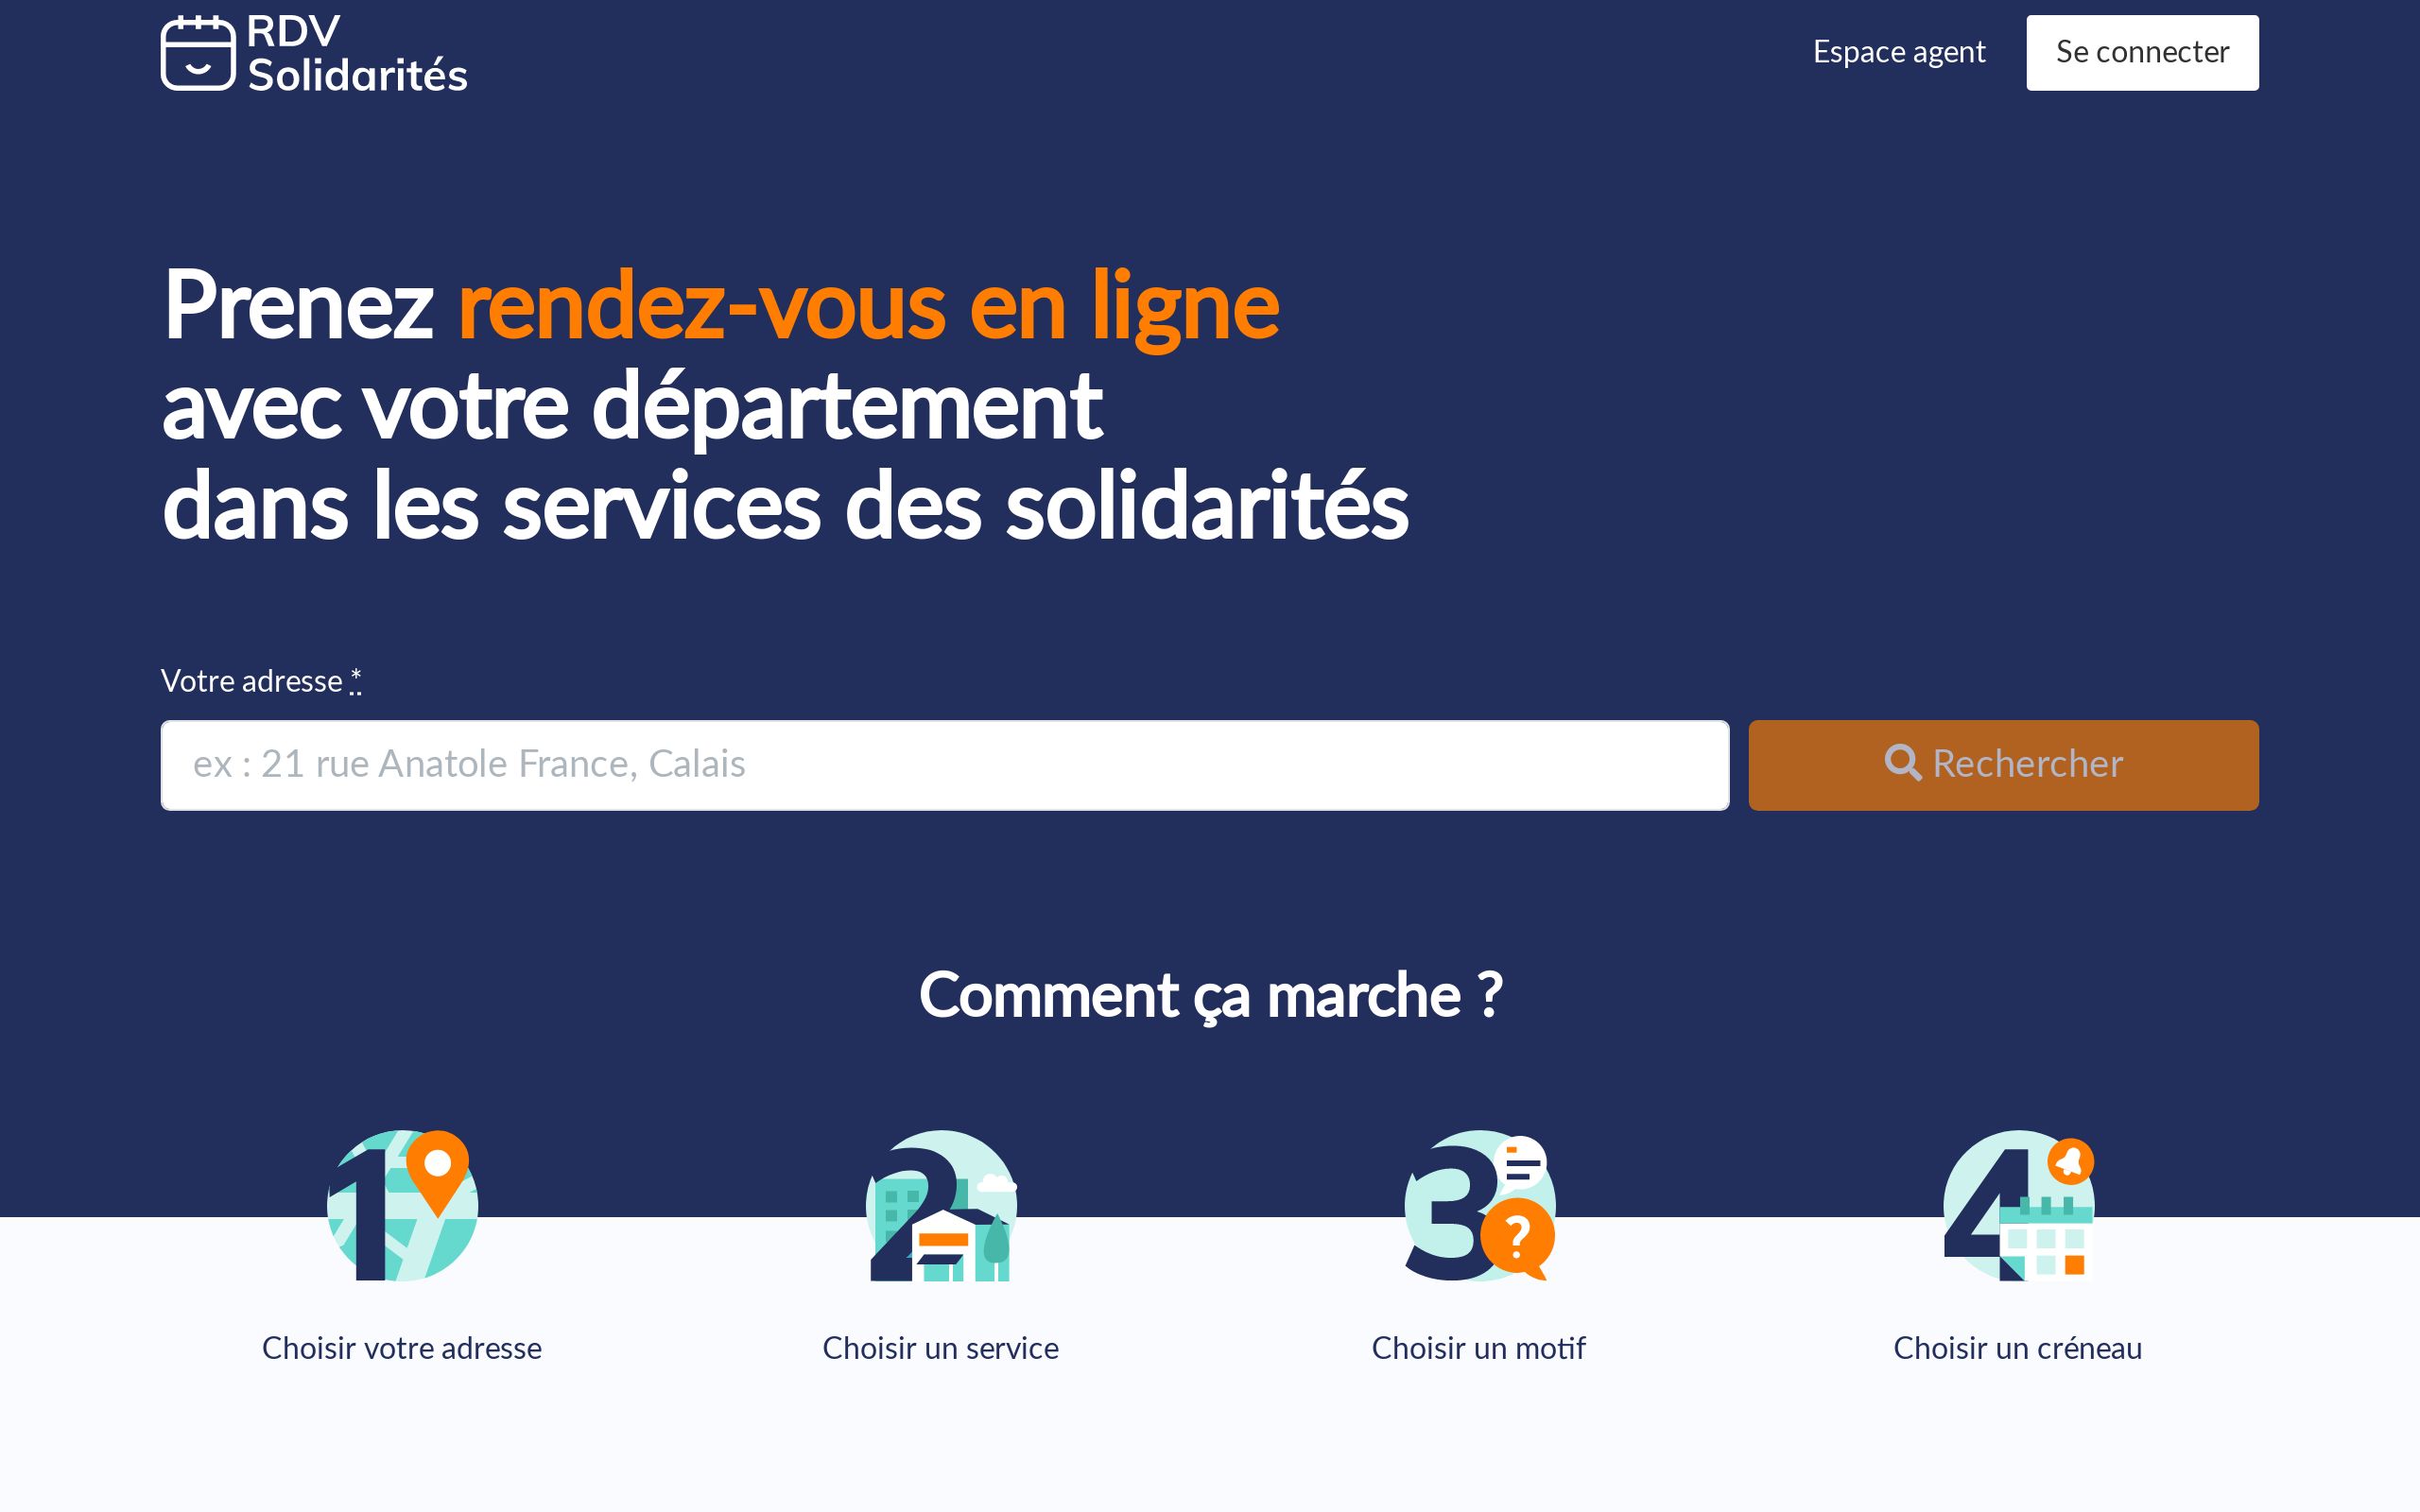 RDV
Solidarités
Espace agent
Se connecter
Prenez rendez-vous en ligne
avec votre département
dans les services des solidarités
Votre adresse *
ex : 21 rue Anatole France, Calais
Rechercher
Comment ça marche ?
1
2
3
?
4
Choisir votre adresse
Choisir un service
Choisir un motif
Choisir un créneau